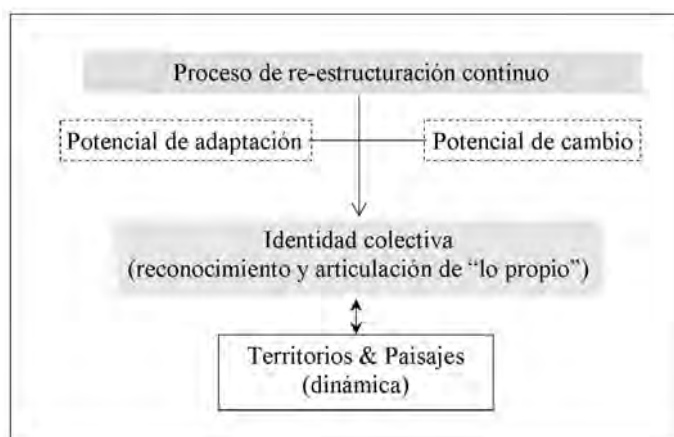 Proceso de re-estructuración continuo
Potencial de adaptación
Potencial de cambio
Identidad colectiva
(reconocimiento y articulación de “lo propio”)
Territorios & Paisajes
(dinámica)